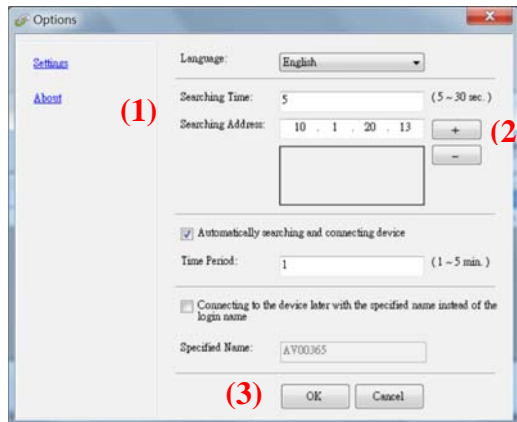 Options
Settings
About
Language: English
(1) Searching Time: 5 ( 5 ~ 30 sec. )
Searching Address: 10 . 1 . 20 . 13 + (2
−
Automatically searching and connecting device
Time Period: 1 ( 1 ~ 5 min. )
Connecting to the device later with the specified name instead of the
login name
Specified Name: AV00365
(3) OK Cancel